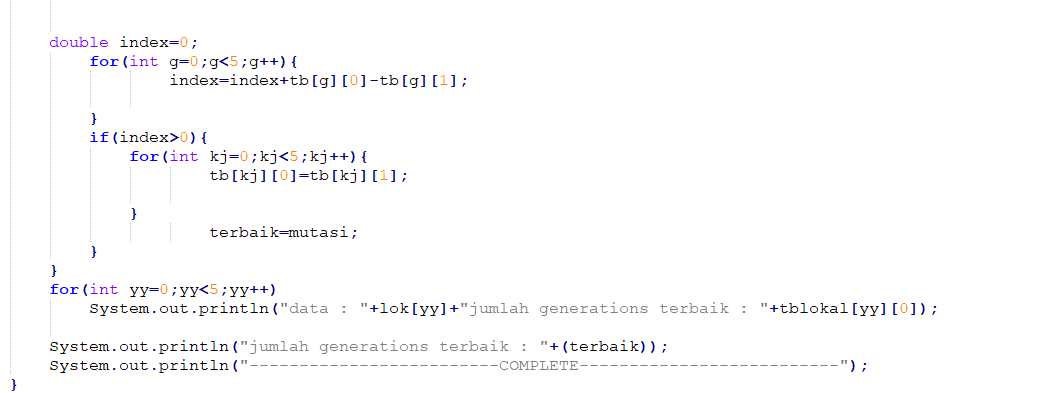 double index=0;
for(int g=0;g<5;g++){
index=index+tb[g][0]-tb[g][1];
}
if(index>0){
for(int kj=0;kj<5;kj++){
tb[kj][0]=tb[kj][1];
}
terbaik=mutasi;
}
}
for(int yy=0;yy<5;yy++)
System.out.println("data : "+lok[yy]+"jumlah generations terbaik : "+tblokal[yy][0]);
System.out.println("jumlah generations terbaik : "+(terbaik));
System.out.println("-------------------------COMPLETE--------------------------");
}